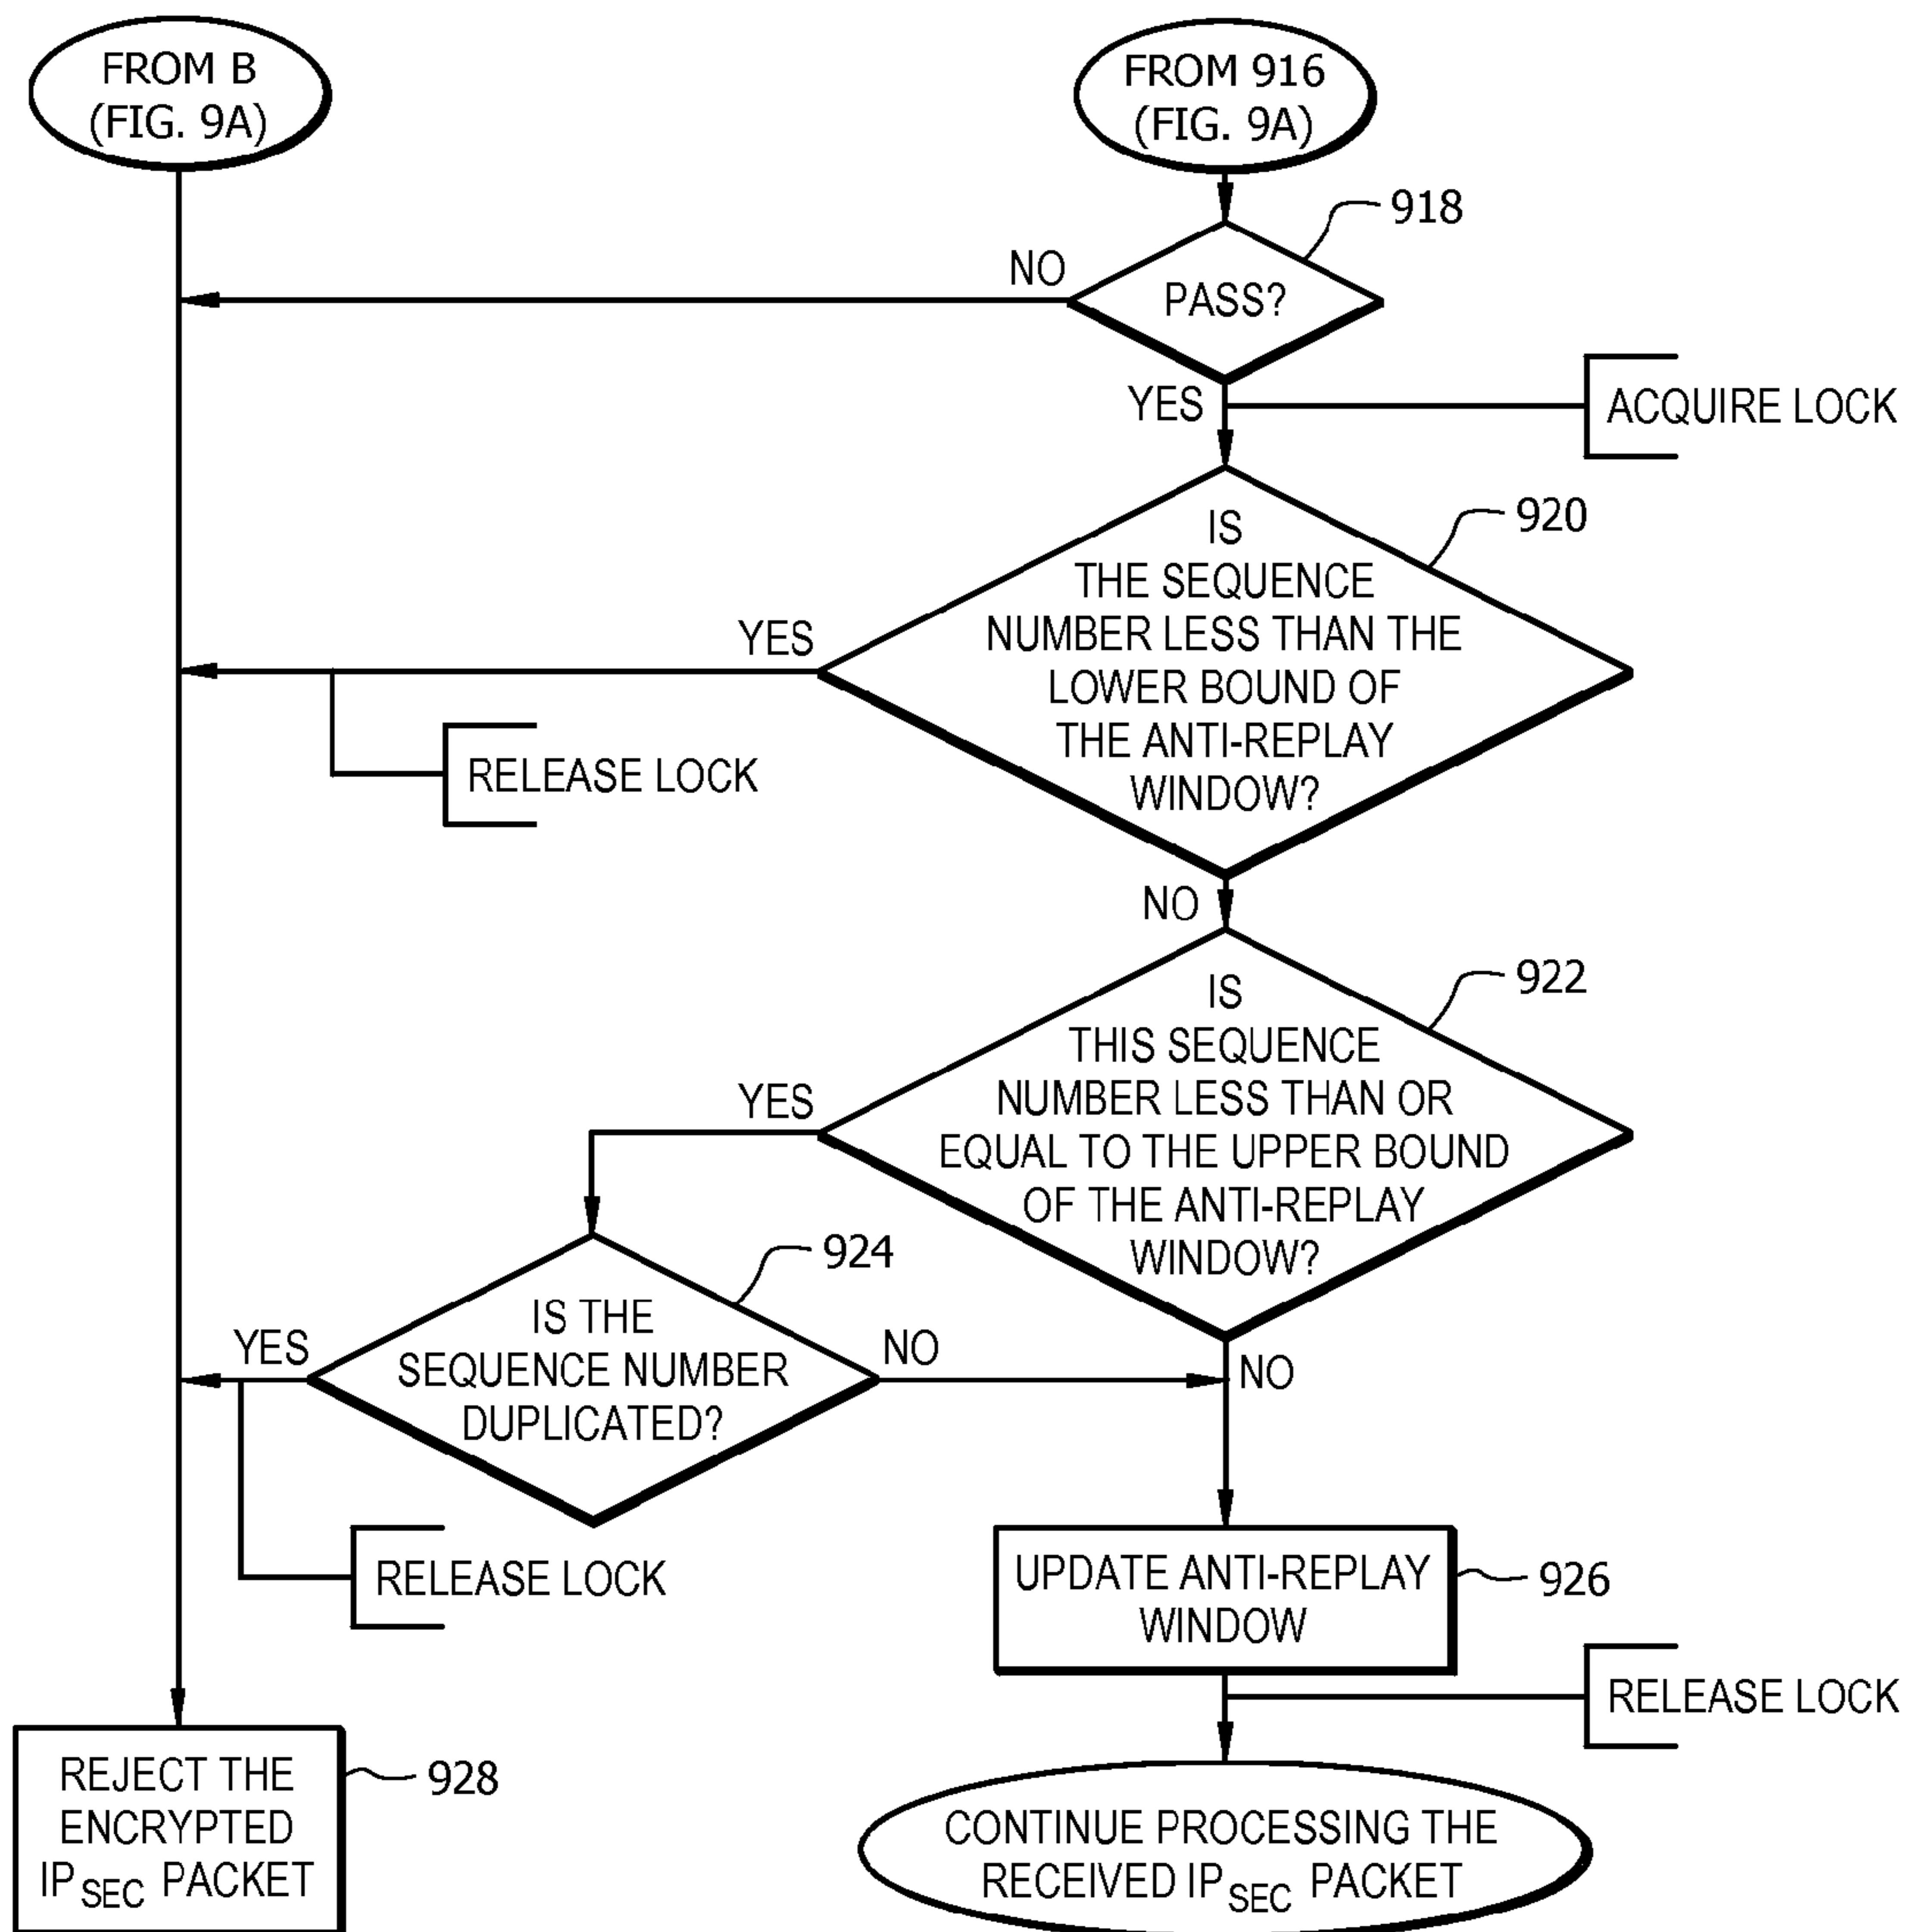 FROM B
(FIG. 9A)
FROM 916
(FIG. 9A)
918
NO
PASS?
YES
ACQUIRE LOCK
920
IS
THE SEQUENCE
NUMBER LESS THAN THE
LOWER BOUND OF
THE ANTI-REPLAY
WINDOW?
YES
RELEASE LOCK
NO
922
IS
THIS SEQUENCE
NUMBER LESS THAN OR
EQUAL TO THE UPPER BOUND
OF THE ANTI-REPLAY
WINDOW?
YES
924
IS THE
SEQUENCE NUMBER
DUPLICATED?
YES
NO
NO
RELEASE LOCK
UPDATE ANTI-REPLAY
WINDOW
926
RELEASE LOCK
REJECT THE
ENCRYPTED
IPSEC PACKET
928
CONTINUE PROCESSING THE
RECEIVED IPSEC PACKET